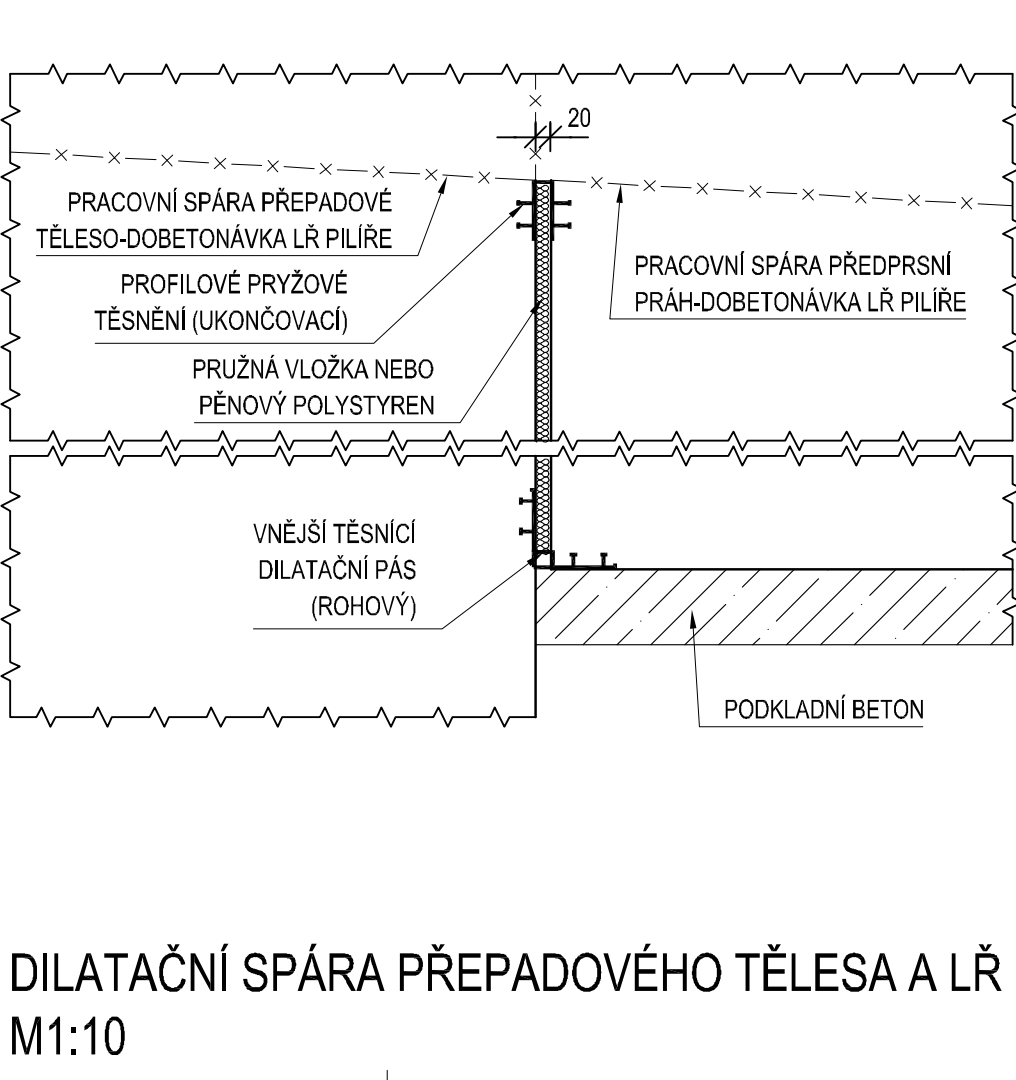 20
PRACOVNÍ SPÁRA PŘEPADOVÉ
TĚLESO-DOBETONÁVKA LŘ PILÍŘE
PROFILOVÉ PRYŽOVÉ
TĚSNĚNÍ (UKONČOVACÍ)
PRACOVNÍ SPÁRA PŘEDPRSNÍ
PRÁH-DOBETONÁVKA LŘ PILÍŘE
PRUŽNÁ VLOŽKA NEBO
PĚNOVÝ POLYSTYREN
VNĚJŠÍ TĚSNÍCÍ
DILATAČNÍ PÁS
(ROHOVÝ)
PODKLADNÍ BETON
DILATAČNÍ SPÁRA PŘEPADOVÉHO TĚLESA A LŘ
M1:10